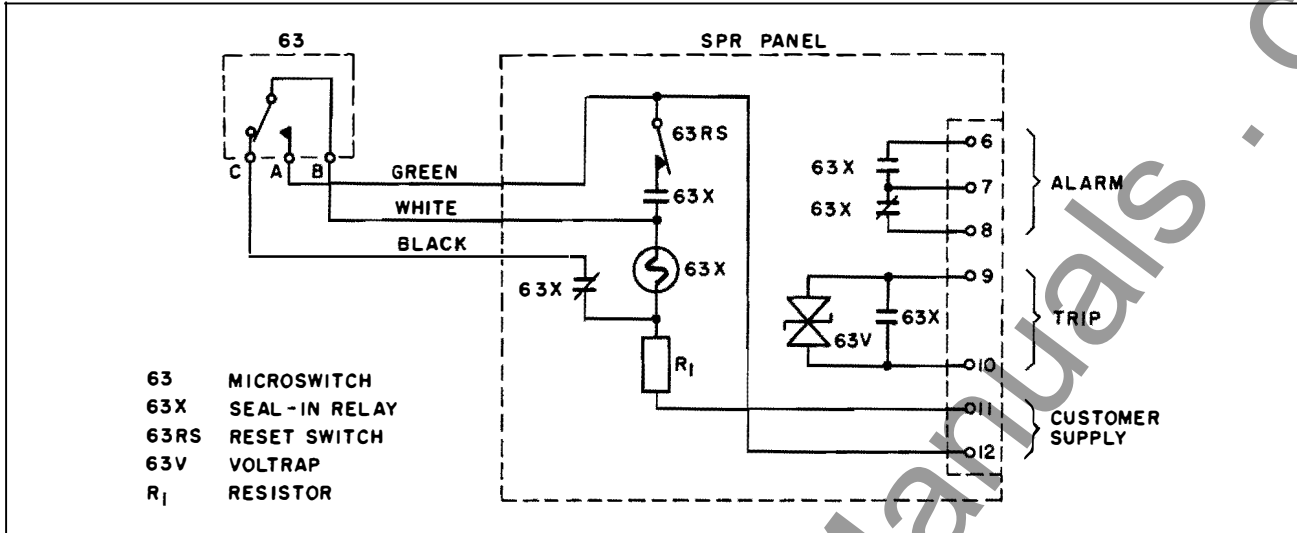 63
SPR PANEL
C A B
GREEN
WHITE
BLACK
63RS
63X
63X
63X
R1
63X
63X
63V
63X
6
7
8
9
10
11
12
ALARM
TRIP
CUSTOMER
SUPPLY
63 MICROSWITCH
63X SEAL-IN RELAY
63RS RESET SWITCH
63V VOLTRAP
R1 RESISTOR